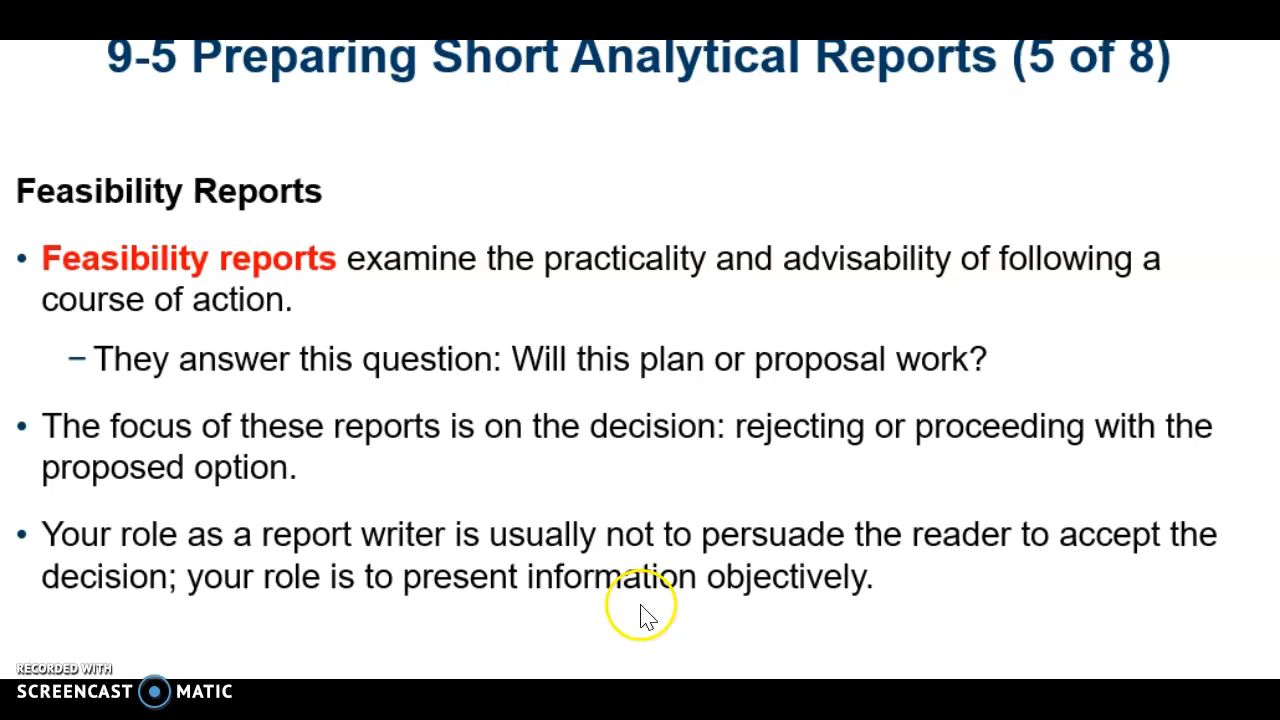 9-5 Preparing Short Analytical Reports (5 of 8)
Feasibility Reports
• Feasibility reports examine the practicality and advisability of following a
course of action.
– They answer this question: Will this plan or proposal work?
• The focus of these reports is on the decision: rejecting or proceeding with the
proposed option.
• Your role as a report writer is usually not to persuade the reader to accept the
decision; your role is to present information objectively.
RECORDED WITH
SCREENCAST MATIC